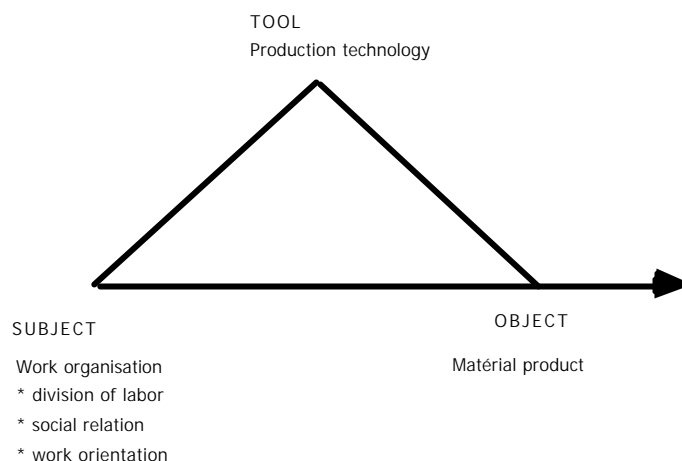 TOOL
Production technology
SUBJECT
OBJECT
Work organisation
Matérial product
* division of labor
* social relation
* work orientation